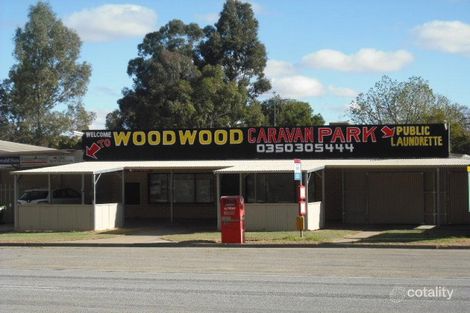 WELCOME TO WOODWOOD CARAVAN PARK PUBLIC LAUNDRETTE
0350305444
cotality